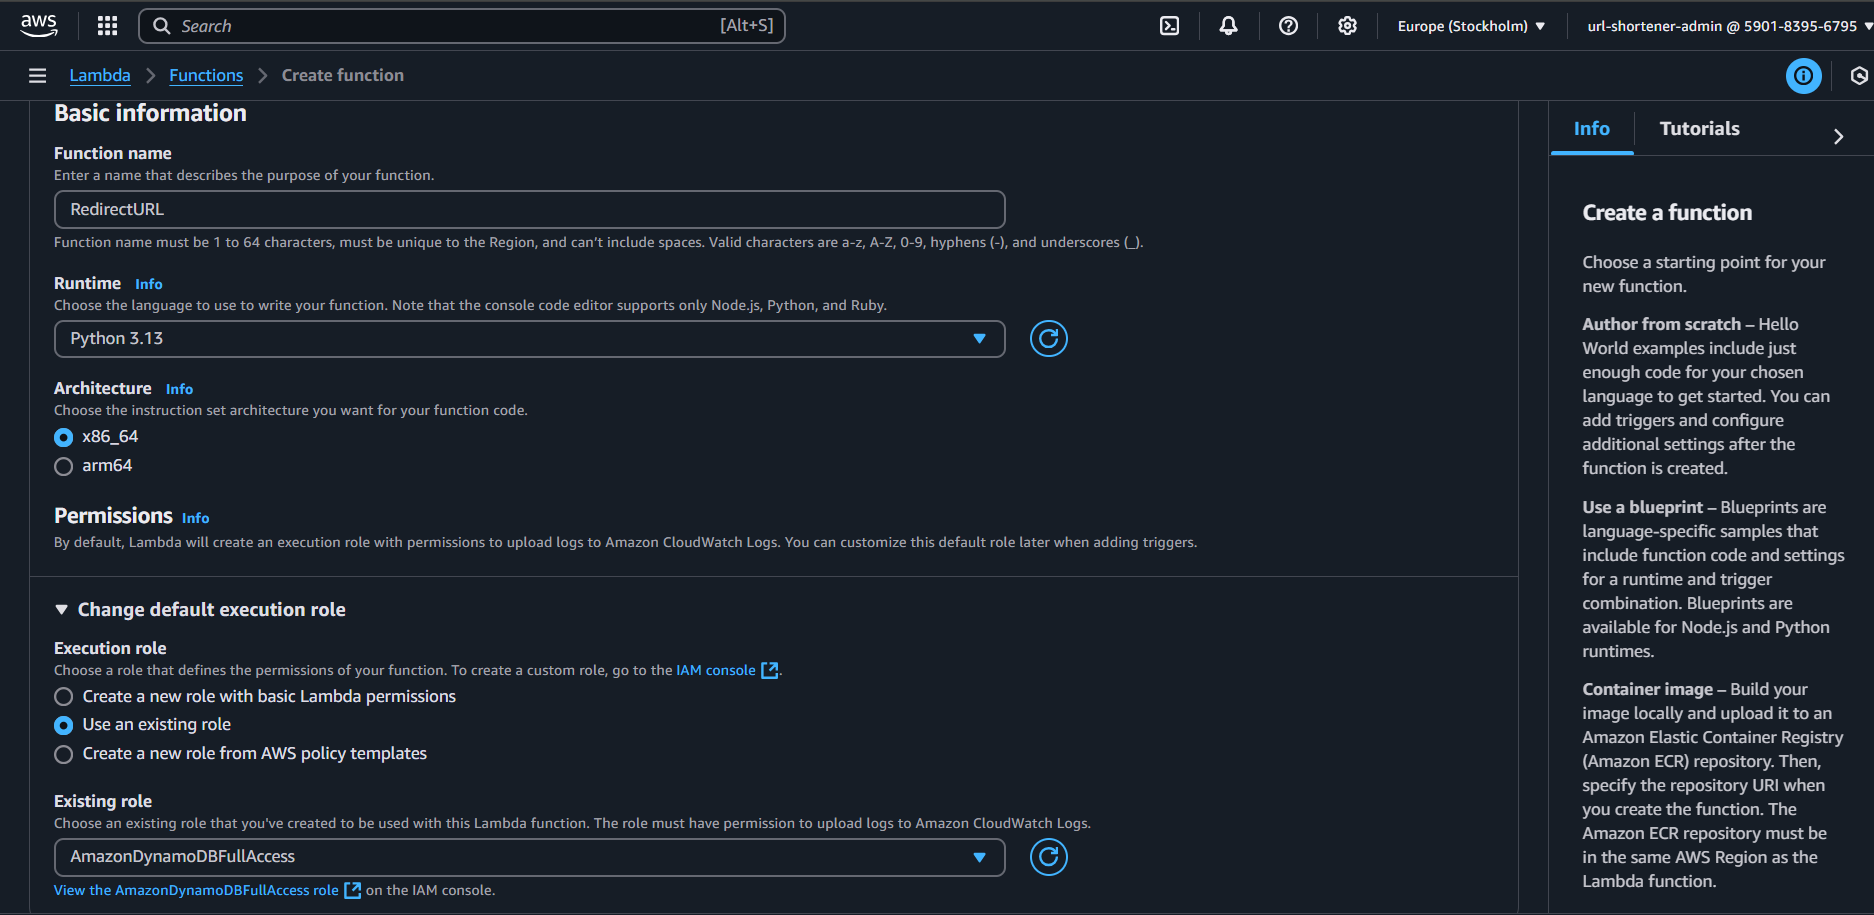 aws
Search [Alt+S]
Europe (Stockholm)
url-shortener-admin @ 5901-8395-6795
Lambda
Functions
Create function
Basic information
Function name
Enter a name that describes the purpose of your function.
RedirectURL
Function name must be 1 to 64 characters, must be unique to the Region, and can't include spaces. Valid characters are a-z, A-Z, 0-9, hyphens (-), and underscores (_).
Runtime Info
Choose the language to use to write your function. Note that the console code editor supports only Node.js, Python, and Ruby.
Python 3.13
Architecture Info
Choose the instruction set architecture you want for your function code.
x86_64
arm64
Permissions Info
By default, Lambda will create an execution role with permissions to upload logs to Amazon CloudWatch Logs. You can customize this default role later when adding triggers.
Change default execution role
Execution role
Choose a role that defines the permissions of your function. To create a custom role, go to the IAM console.
Create a new role with basic Lambda permissions
Use an existing role
Create a new role from AWS policy templates
Existing role
Choose an existing role that you've created to be used with this Lambda function. The role must have permission to upload logs to Amazon CloudWatch Logs.
AmazonDynamoDBFullAccess
View the AmazonDynamoDBFullAccess role on the IAM console.
Info
Tutorials
Create a function
Choose a starting point for your
new function.
Author from scratch – Hello
World examples include just
enough code for your chosen
language to get started. You can
add triggers and configure
additional settings after the
function is created.
Use a blueprint – Blueprints are
language-specific samples that
include function code and settings
for a runtime and trigger
combination. Blueprints are
available for Node.js and Python
runtimes.
Container image – Build your
image locally and upload it to an
Amazon Elastic Container Registry
(Amazon ECR) repository. Then,
specify the repository URI when
you create the function. The
Amazon ECR repository must be
in the same AWS Region as the
Lambda function.